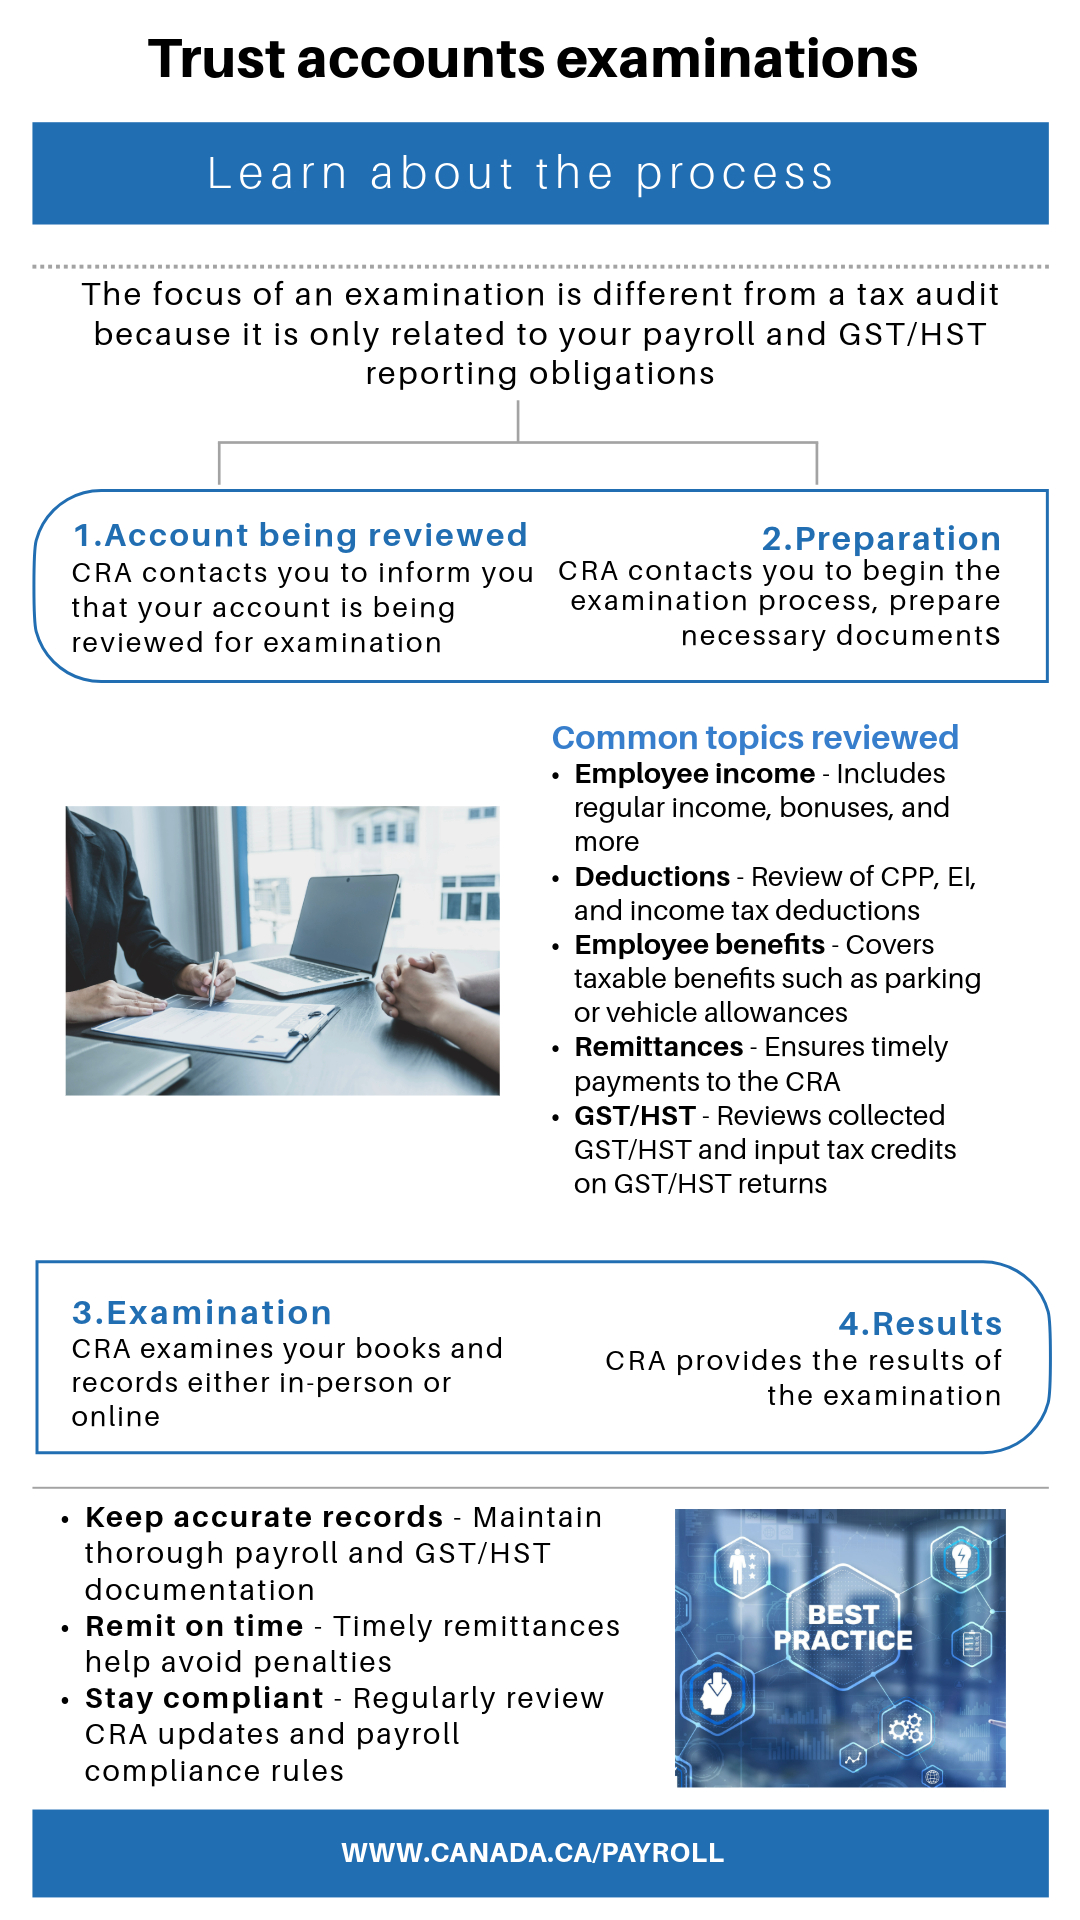 Trust accounts examinations
Learn about the process
The focus of an examination is different from a tax audit
because it is only related to your payroll and GST/HST
reporting obligations
1.Account being reviewed
CRA contacts you to inform you
that your account is being
reviewed for examination
2.Preparation
CRA contacts you to begin the
examination process, prepare
necessary documents
Common topics reviewed
• Employee income - Includes
regular income, bonuses, and
more
• Deductions - Review of CPP, EI,
and income tax deductions
• Employee benefits - Covers
taxable benefits such as parking
or vehicle allowances
• Remittances - Ensures timely
payments to the CRA
• GST/HST - Reviews collected
GST/HST and input tax credits
on GST/HST returns
3.Examination
CRA examines your books and
records either in-person or
online
4.Results
CRA provides the results of
the examination
• Keep accurate records - Maintain
thorough payroll and GST/HST
documentation
• Remit on time - Timely remittances
help avoid penalties
• Stay compliant - Regularly review
CRA updates and payroll
compliance rules
BEST
PRACTICE
WWW.CANADA.CA/PAYROLL